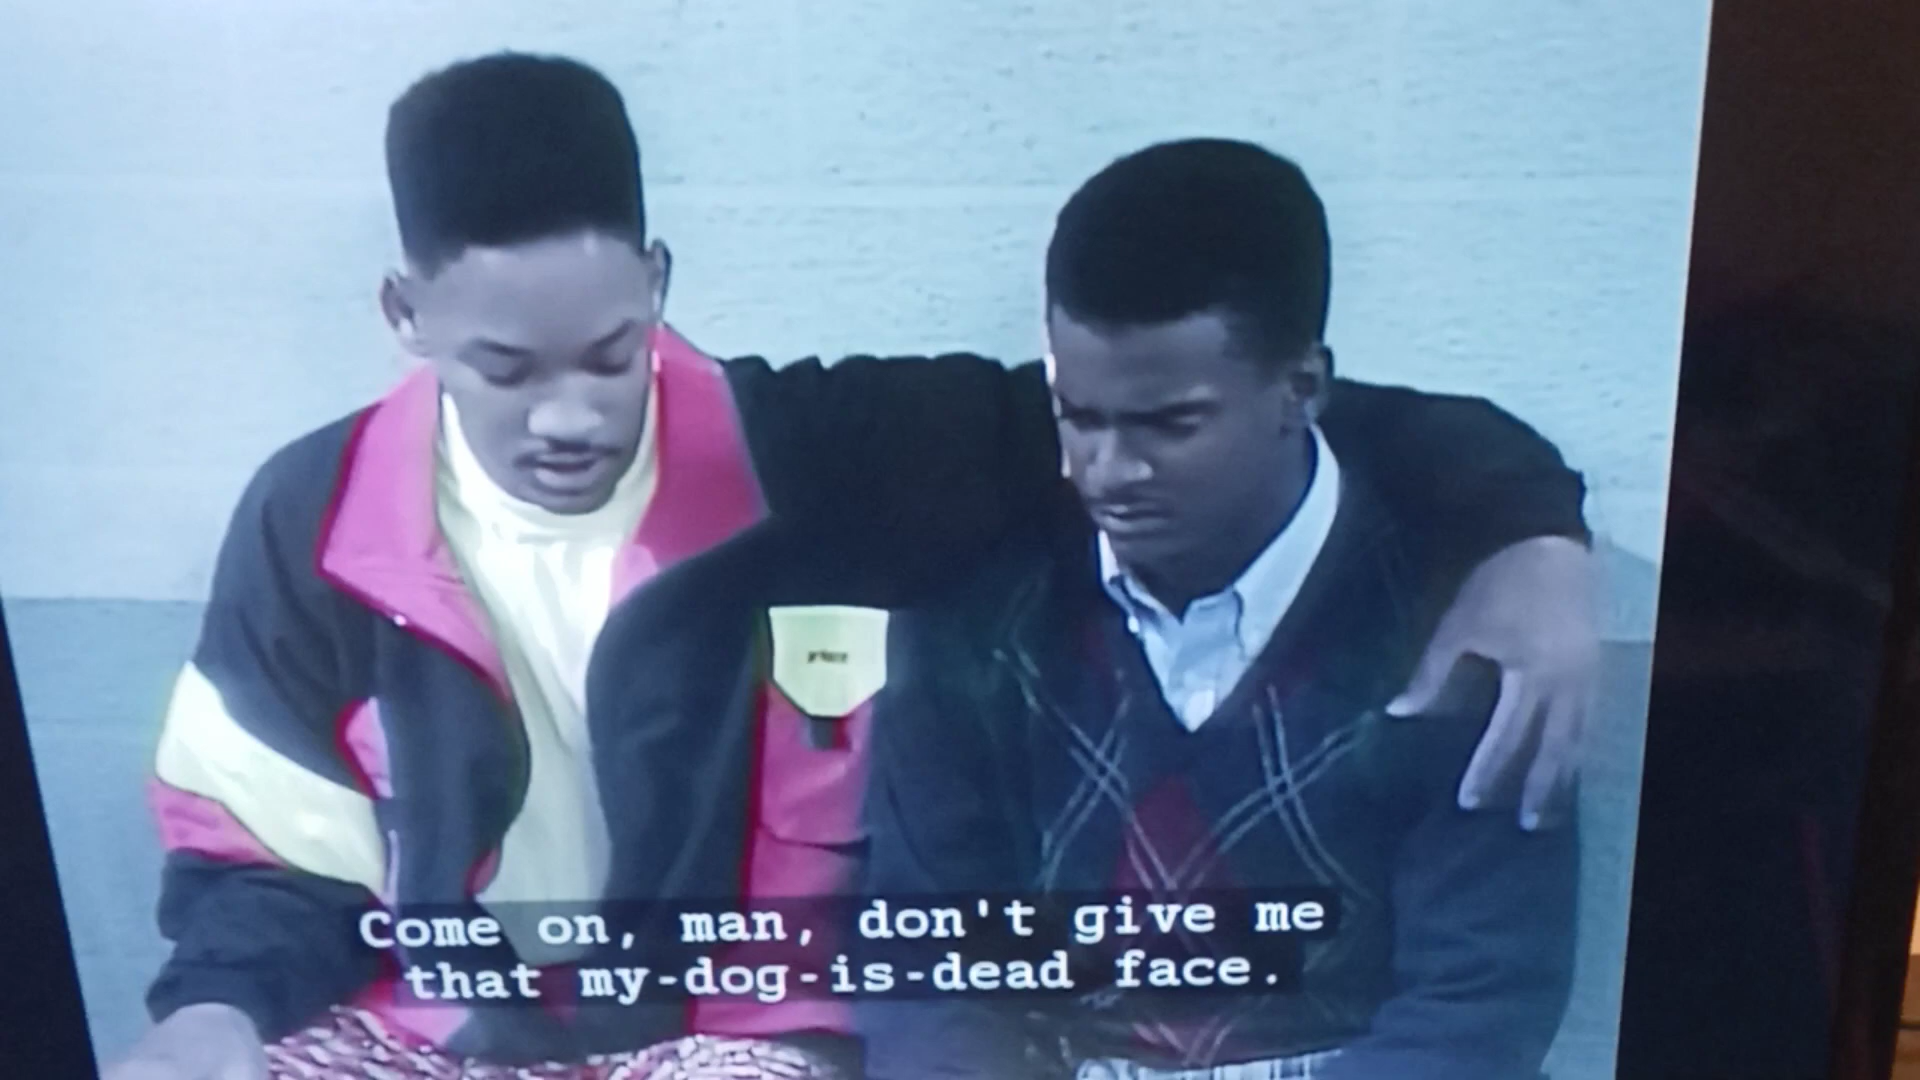 Come on, man, don't give me
that my-dog-is-dead face.